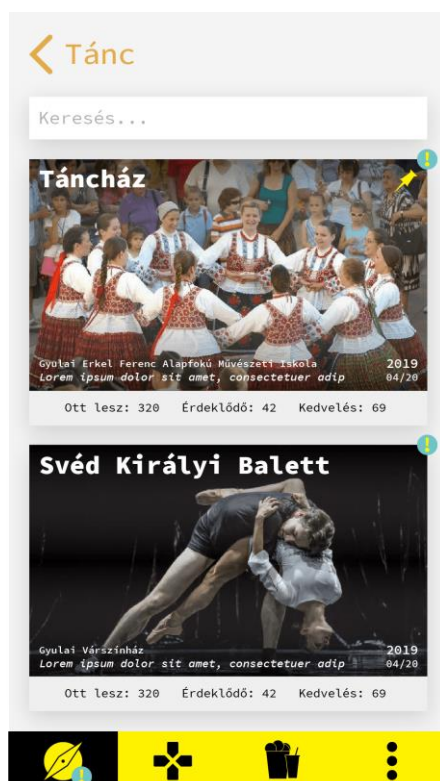 Tánc
Keresés...
Táncház
Gyulai Erkel Ferenc Alapfokú Művészeti Iskola 2019
Lorem ipsum dolor sit amet, consectetuer adip 04/20
Ott lesz: 320 Érdeklődő: 42 Kedvelés: 69
Svéd Királyi Balett
Gyulai Várszínház 2019
Lorem ipsum dolor sit amet, consectetuer adip 04/20
Ott lesz: 320 Érdeklődő: 42 Kedvelés: 69